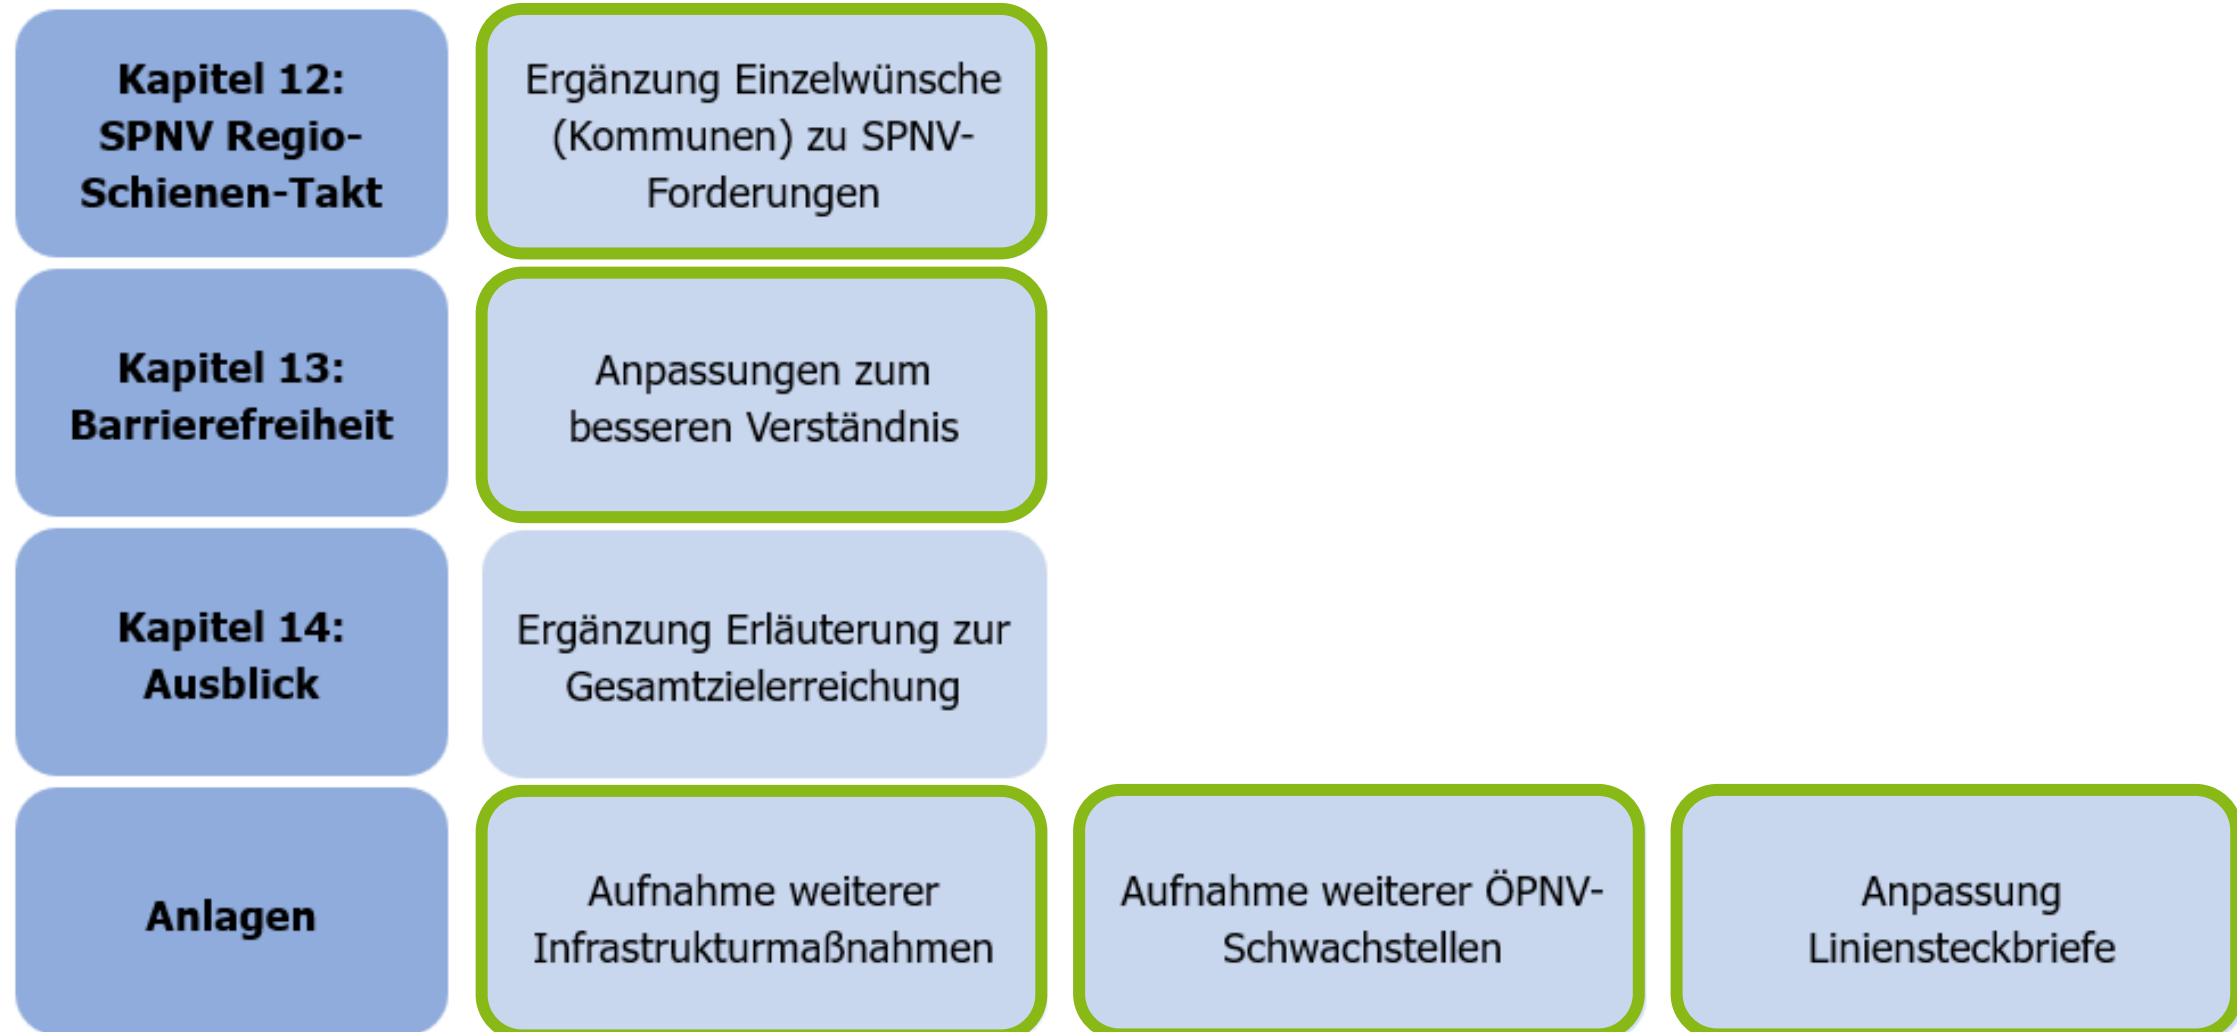 Kapitel 12:
SPNV Regio-
Schienen-Takt
Ergänzung Einzelwünsche
(Kommunen) zu SPNV-
Forderungen
Kapitel 13:
Barrierefreiheit
Anpassungen zum
besseren Verständnis
Kapitel 14:
Ausblick
Ergänzung Erläuterung zur
Gesamtzielerreichung
Anlagen
Aufnahme weiterer
Infrastrukturmaßnahmen
Aufnahme weiterer ÖPNV-
Schwachstellen
Anpassung
Liniensteckbriefe